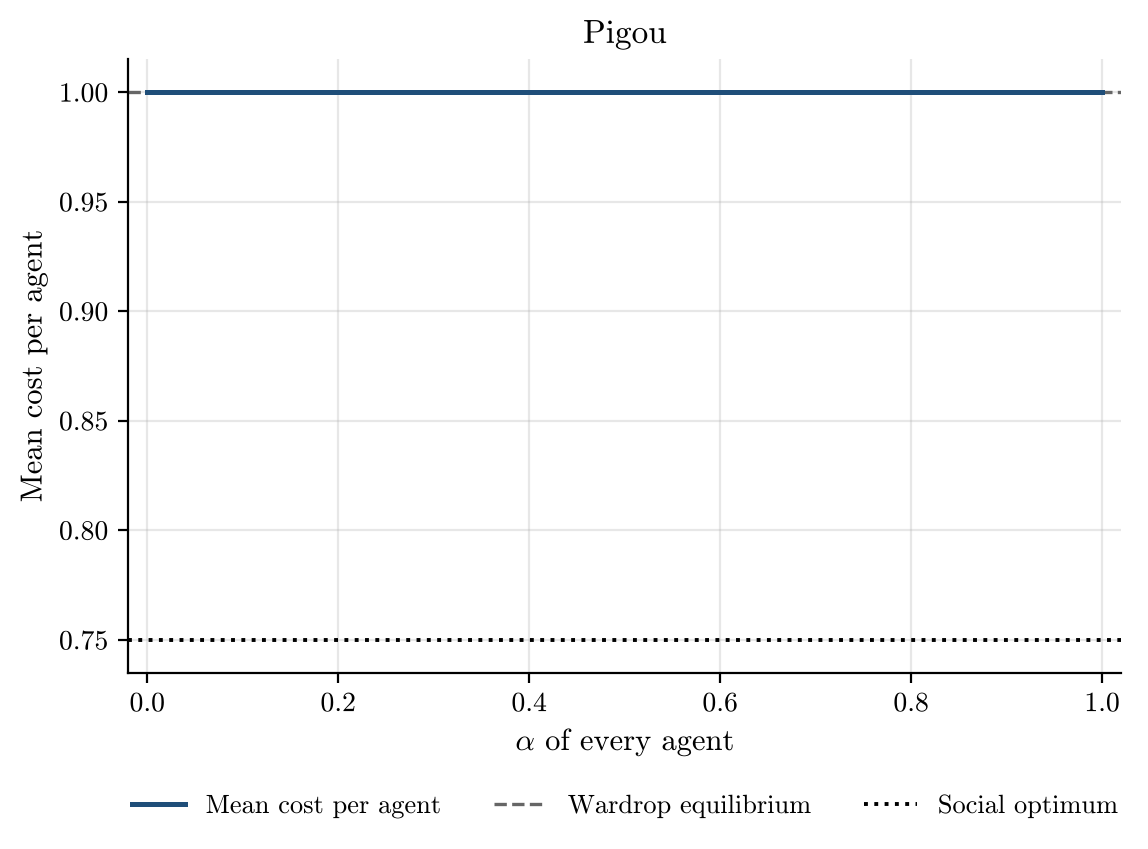 Pigou
1.00
0.95
0.90
0.85
0.80
0.75
Mean cost per agent
0.0 0.2 0.4 0.6 0.8 1.0
α of every agent
Mean cost per agent Wardrop equilibrium Social optimum